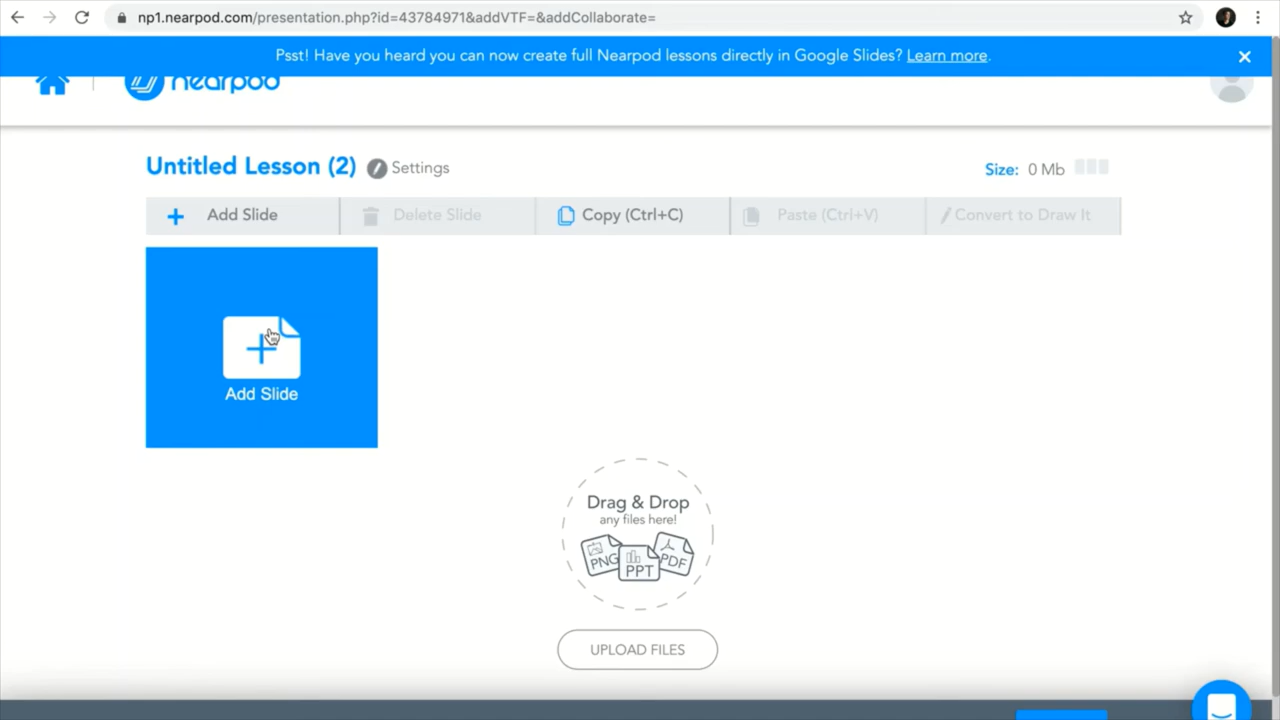 np1.nearpod.com/presentation.php?id=43784971&addVTF=&addCollaborate=
Psst! Have you heard you can now create full Nearpod lessons directly in Google Slides? Learn more.
nearpod
Untitled Lesson (2) Settings
Size: 0 Mb
Add Slide Delete Slide Copy (Ctrl+C) Paste (Ctrl+V) Convert to Draw It
Add Slide
Drag & Drop
any files here!
PNG PPT PDF
UPLOAD FILES